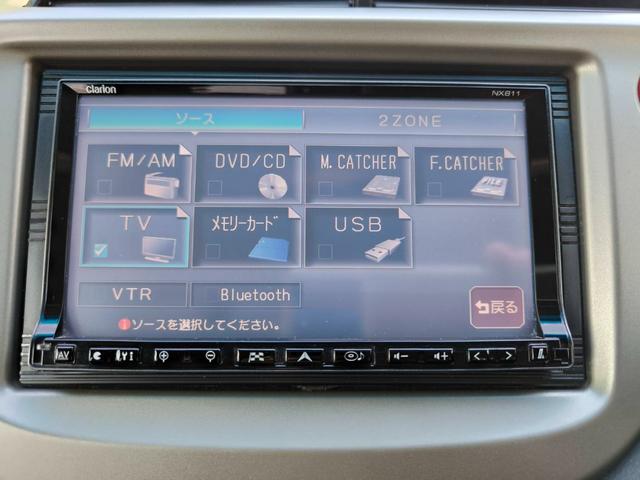 clarion NX811
ソース 2ZONE
FM/AM DVD/CD M.CATCHER F.CATCHER
TV メモリーカード USB
VTR Bluetooth
ソースを選択してください。
戻る
AV